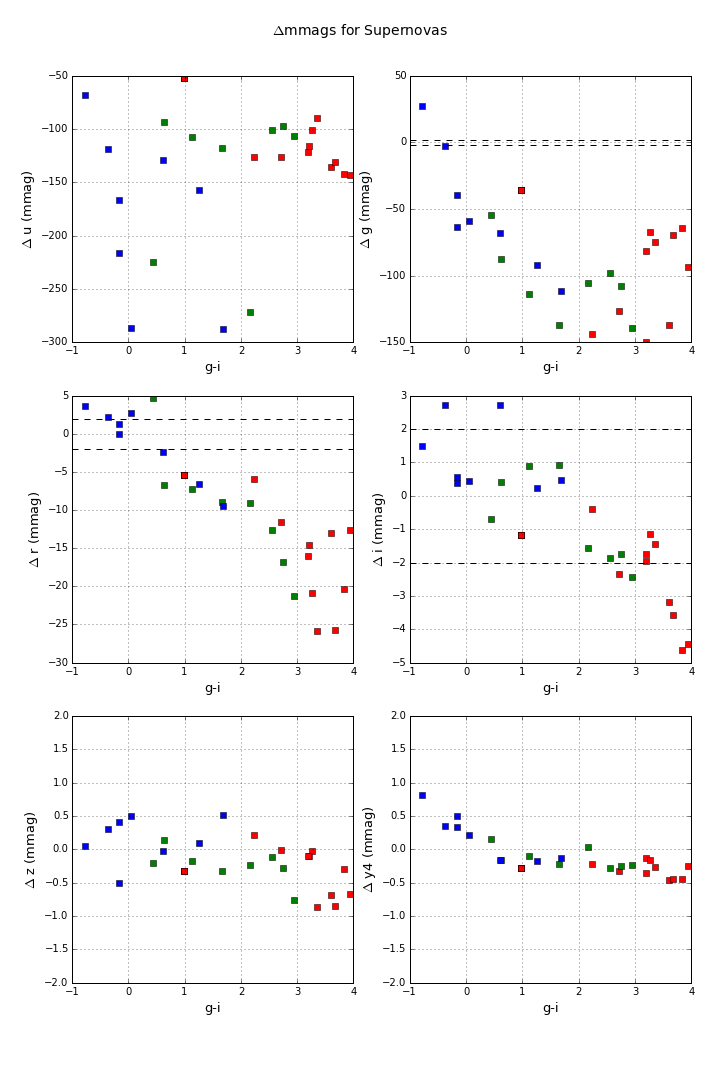 Δmmags for Supernovas
−50
−100
−150
−200
−250
−300
Δ u (mmag)
−1 0 1 2 3 4
g-i
50
0
−50
−100
−150
Δ g (mmag)
−1 0 1 2 3 4
g-i
5
0
−5
−10
−15
−20
−25
−30
Δ r (mmag)
−1 0 1 2 3 4
g-i
3
2
1
0
−1
−2
−3
−4
−5
Δ i (mmag)
−1 0 1 2 3 4
g-i
2.0
1.5
1.0
0.5
0.0
−0.5
−1.0
−1.5
−2.0
Δ z (mmag)
−1 0 1 2 3 4
g-i
2.0
1.5
1.0
0.5
0.0
−0.5
−1.0
−1.5
−2.0
Δ y4 (mmag)
−1 0 1 2 3 4
g-i